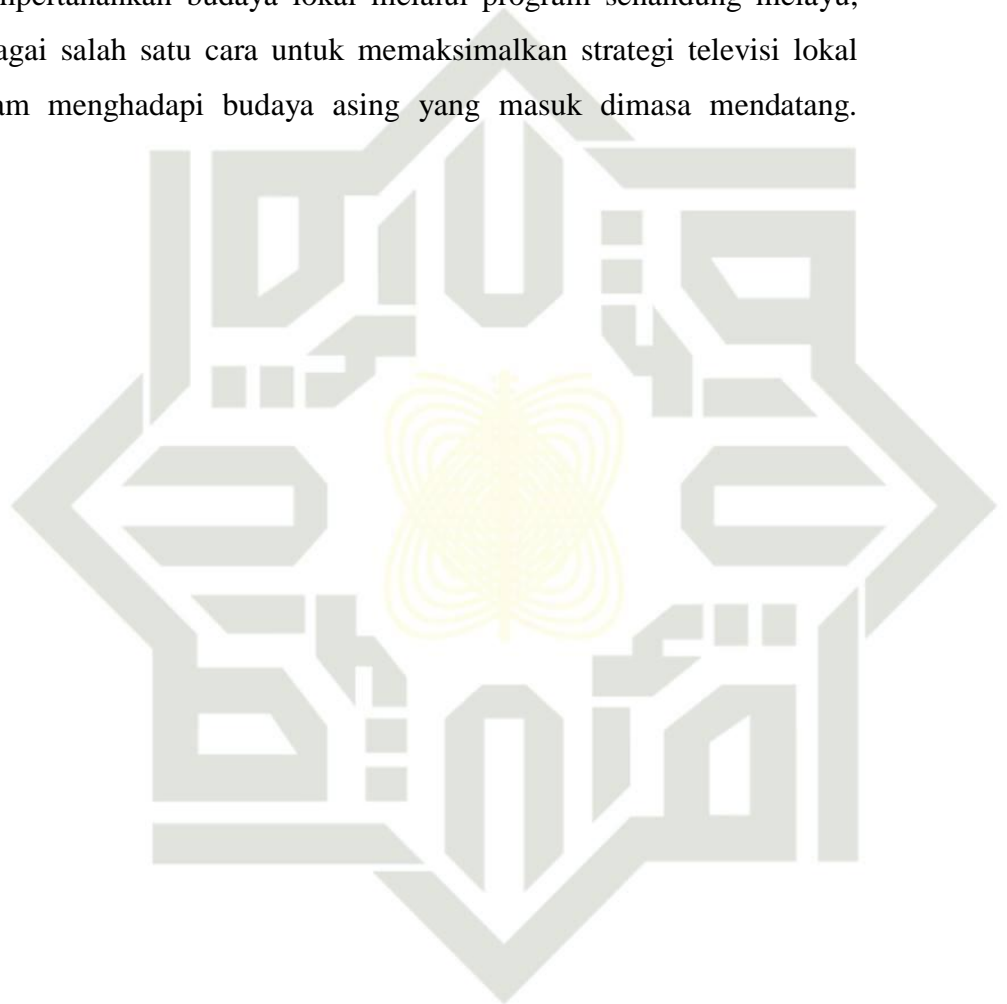 npertahankan budaya lokal melalui program senandung melayu,
agai salah satu cara untuk memaksimalkan strategi televisi lokal
am menghadapi budaya asing yang masuk dimasa mendatang.